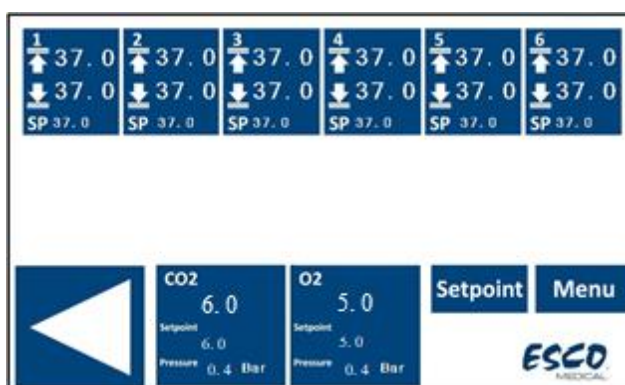 1 2 3 4 5 6
37.0 37.0 37.0 37.0 37.0 37.0
37.0 37.0 37.0 37.0 37.0 37.0
SP 37.0 SP 37.0 SP 37.0 SP 37.0 SP 37.0 SP 37.0
CO2
6.0
Setpoint
6.0
Pressure 0.4 Bar
O2
5.0
Setpoint
5.0
Pressure 0.4 Bar
Setpoint
Menu
ESCO
MEDICAL